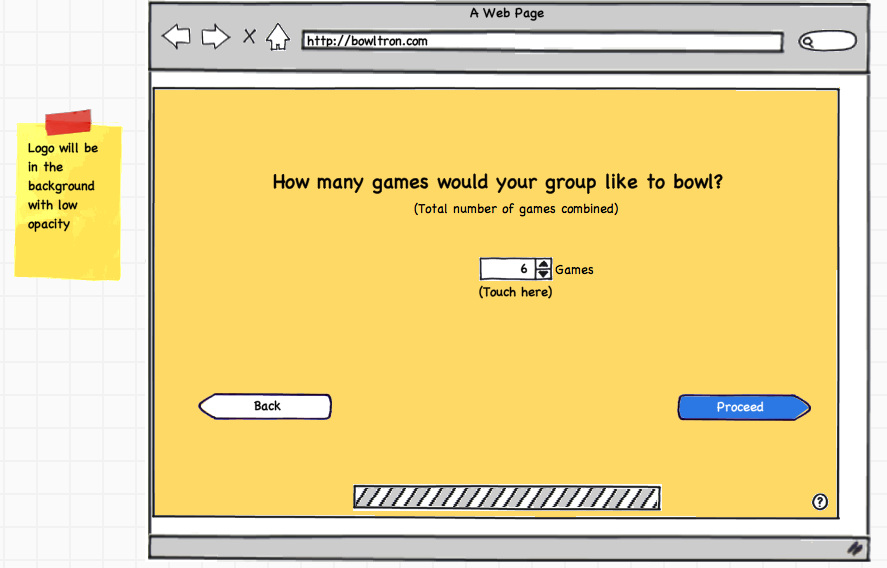 A Web Page
http://bowltron.com
Logo will be
in the
background
with low
opacity
How many games would your group like to bowl?
(Total number of games combined)
6 Games
(Touch here)
Back
Proceed
?